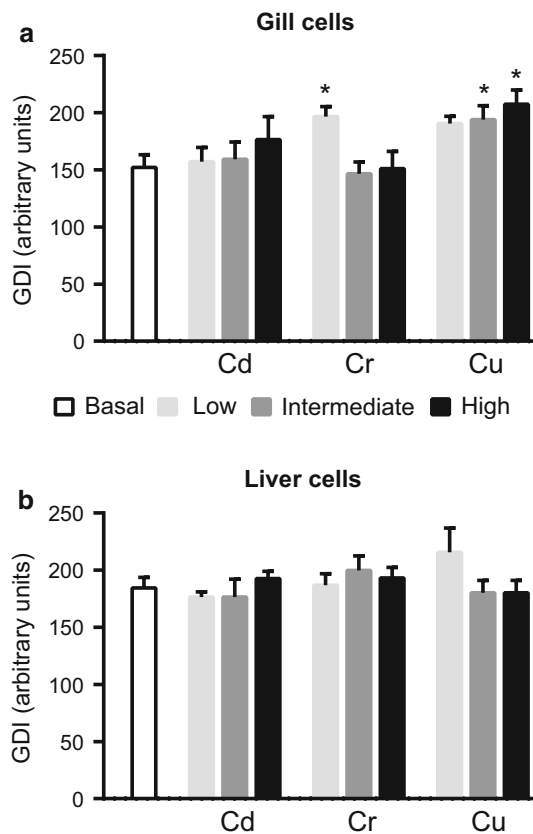 a
Gill cells
GDI (arbitrary units)
250
200
150
100
50
0
* * *
Cd Cr Cu
Basal Low Intermediate High
b
Liver cells
GDI (arbitrary units)
250
200
150
100
50
0
Cd Cr Cu